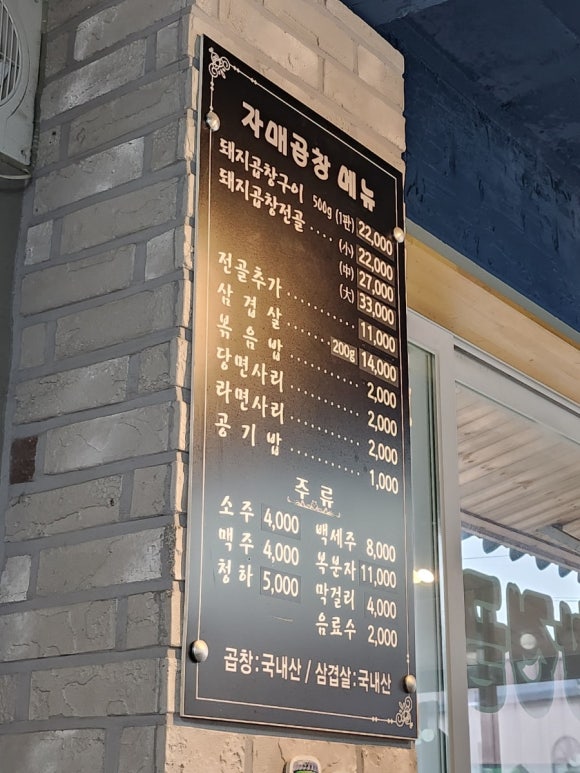 자매곱창 메뉴
돼지곱창구이 500g (1판) 22,000
돼지곱창전골 .... (小) 22,000
(中) 27,000
(大) 33,000
전골추가 .......... 11,000
삼겹살 ....... 200g 14,000
볶음밥 ............ 2,000
당면사리 .......... 2,000
라면사리 .......... 2,000
공기밥 ............ 1,000
주류
소주 4,000
맥주 4,000
청하 5,000
백세주 8,000
복분자 11,000
막걸리 4,000
음료수 2,000
곱창:국내산 / 삼겹살:국내산